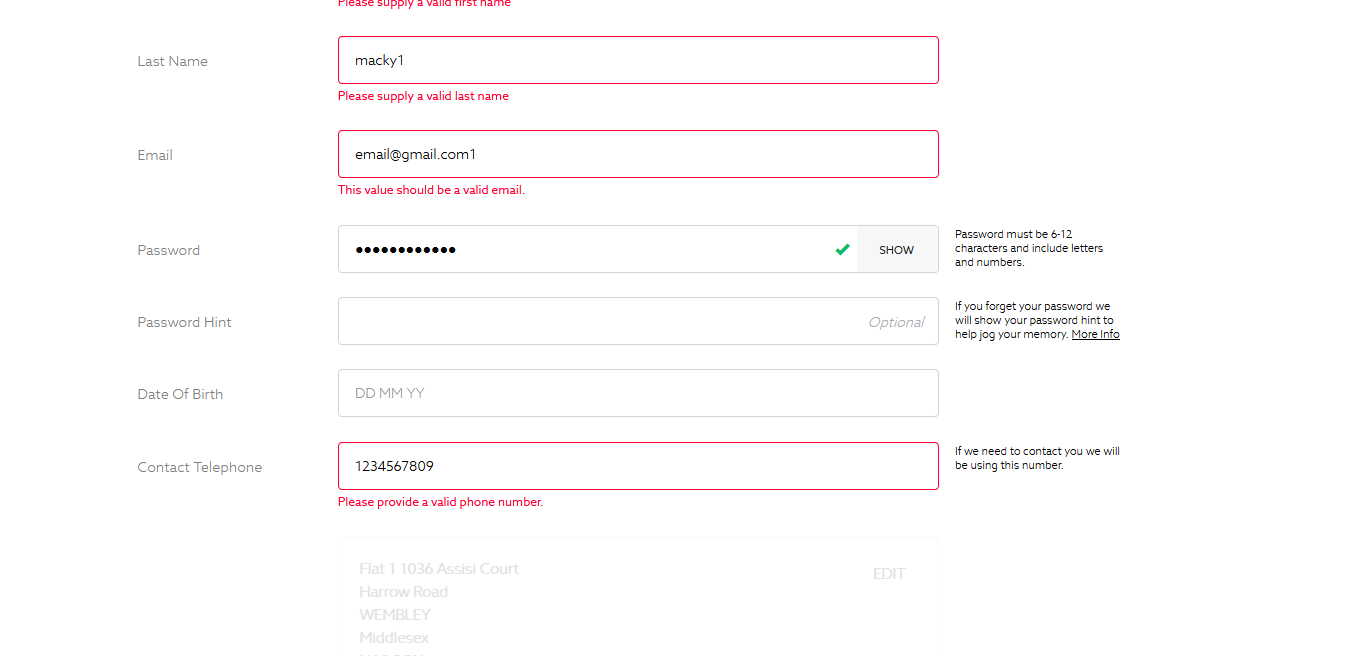 Please supply a valid first name
Last Name
macky1
Please supply a valid last name
Email
email@gmail.com1
This value should be a valid email.
Password
●●●●●●●●●●●●
SHOW
Password must be 6-12
characters and include letters
and numbers.
Password Hint
Optional
If you forget your password we
will show your password hint to
help jog your memory. More Info
Date Of Birth
DD MM YY
Contact Telephone
1234567809
If we need to contact you we will
be using this number.
Please provide a valid phone number.
Flat 1 1036 Assisi Court
EDIT
Harrow Road
WEMBLEY
Middlesex